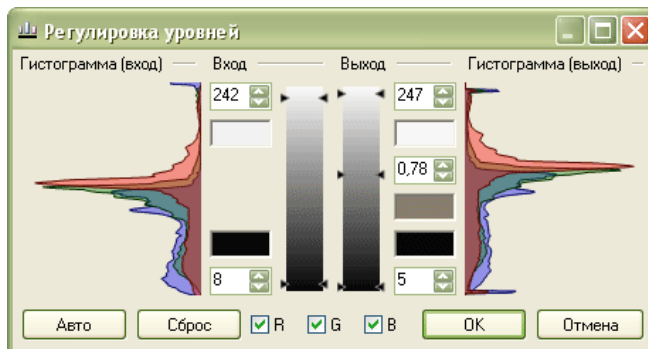 Регулировка уровней
Гистограмма (вход) Вход Выход Гистограмма (выход)
242 247
0,78
8 5
Авто Сброс R G B OK Отмена